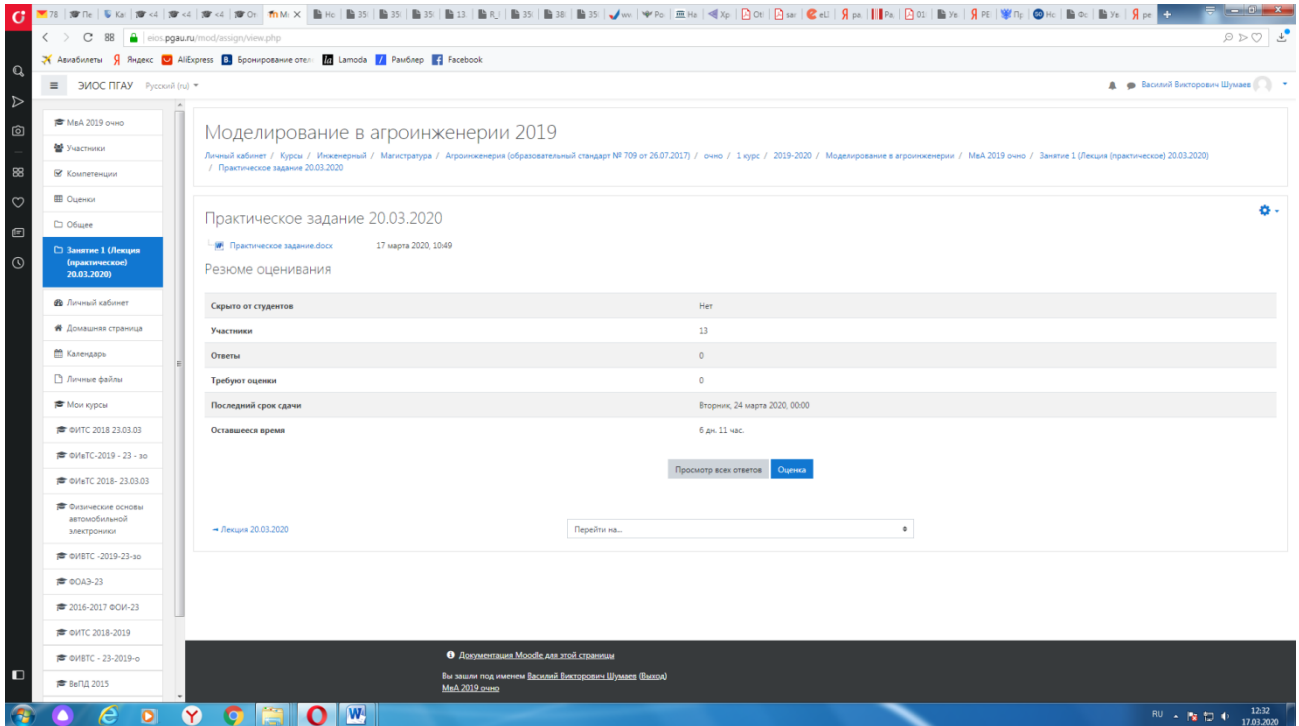 eios.pgau.ru/mod/assign/view.php
Авиабилеты Яндекс AliExpress Бронирование отел Lamoda Рамблер Facebook
ЭИОС ПГАУ Русский (ru)
Василий Викторович Шумаев
МвА 2019 очно
Участники
Компетенции
Оценки
Общее
Занятие 1 (Лекция
(практическое)
20.03.2020)
Личный кабинет
Домашняя страница
Календарь
Личные файлы
Мои курсы
ФИТС 2018 23.03.03
ФИвТС-2019 - 23 - зо
ФИвТС 2018- 23.03.03
Физические основы
автомобильной
электроники
ФИВТС -2019-23-зо
ФОАЭ-23
2016-2017 ФОИ-23
ФИТС 2018-2019
ФИВТС - 23-2019-о
ВвПД 2015
Моделирование в агроинженерии 2019
Личный кабинет / Курсы / Инженерный / Магистратура / Агроинженерия (образовательный стандарт № 709 от 26.07.2017) / очно / 1 курс / 2019-2020 / Моделирование в агроинженерии / МвА 2019 очно / Занятие 1 (Лекция (практическое) 20.03.2020)
/ Практическое задание 20.03.2020
Практическое задание 20.03.2020
Практическое задание.docx 17 марта 2020, 10:49
Резюме оценивания
Скрыто от студентов Нет
Участники 13
Ответы 0
Требуют оценки 0
Последний срок сдачи Вторник, 24 марта 2020, 00:00
Оставшееся время 6 дн. 11 час.
Просмотр всех ответов Оценка
→ Лекция 20.03.2020 Перейти на...
Документация Moodle для этой страницы
Вы зашли под именем Василий Викторович Шумаев (Выход)
МвА 2019 очно
RU 12:32
17.03.2020